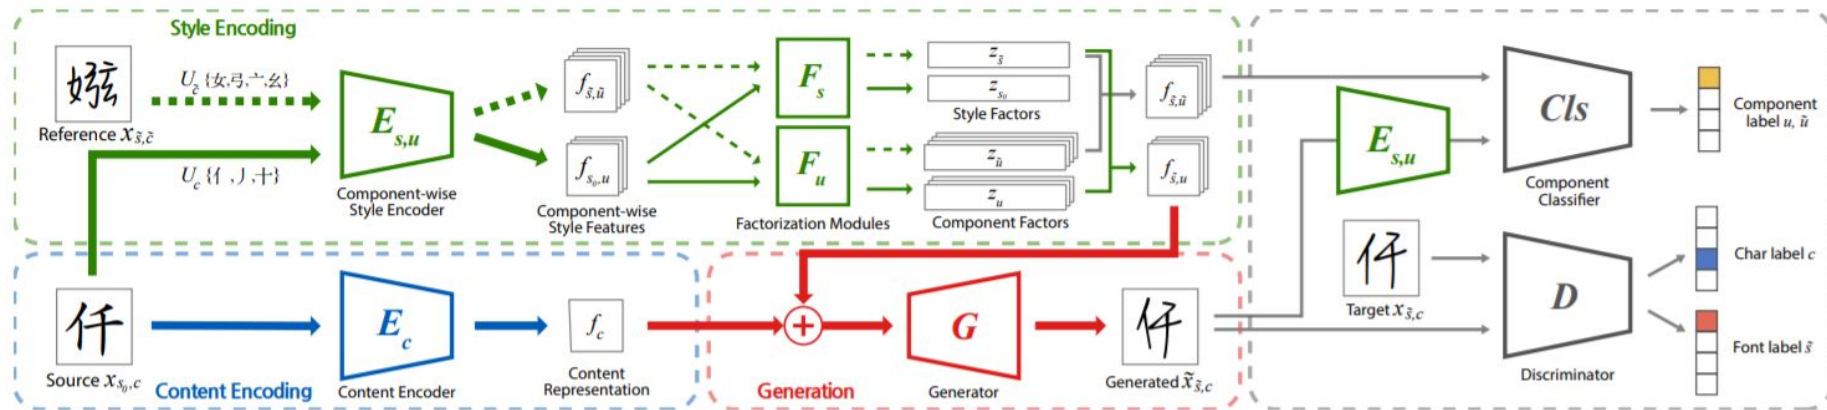 Style Encoding
嫋
Reference x_{s̃,c̃}
U_{c̃} {女,弓,亠,幺}
U_c {亻,丿,十}
E_{s,u}
Component-wise
Style Encoder
f_{s̃,ũ}
f_{s₀,u}
Component-wise
Style Features
F_s
F_u
Factorization Modules
z_{s̃}
z_{s₀}
Style Factors
z_{ũ}
z_u
Component Factors
f_{s̃,ũ}
f_{s̃,u}
仟
Source x_{s₀,c}
Content Encoding
E_c
Content Encoder
f_c
Content
Representation
Generation
+
G
Generator
仟
Generated x̃_{s̃,c}
E_{s,u}
Cls
Component
Classifier
Component
label u, ũ
仟
Target x_{s̃,c}
D
Discriminator
Char label c
Font label s̃